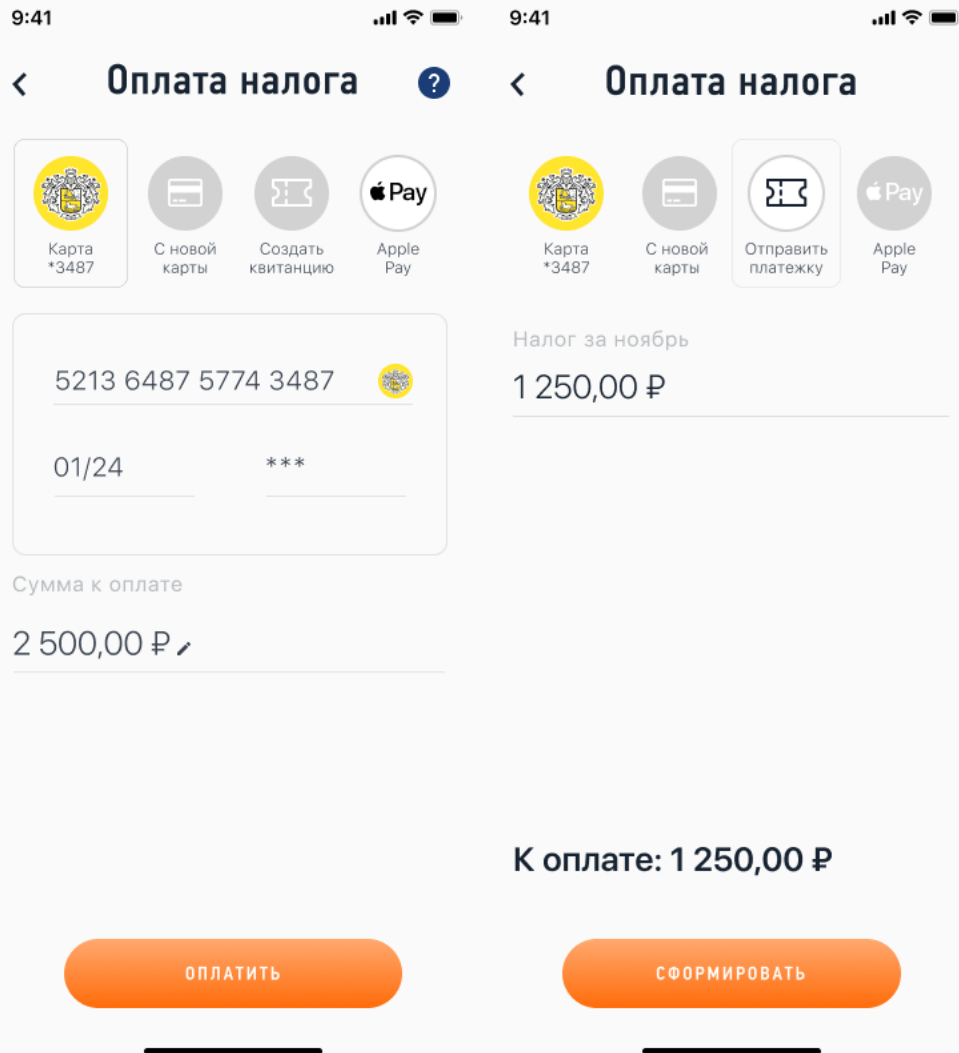 9:41
Оплата налога
?
Карта
*3487
С новой
карты
Создать
квитанцию
Pay
Apple
Pay
5213 6487 5774 3487
01/24
***
Сумма к оплате
2 500,00 ₽
ОПЛАТИТЬ
9:41
Оплата налога
Карта
*3487
С новой
карты
Отправить
платежку
Pay
Apple
Pay
Налог за ноябрь
1 250,00 ₽
К оплате: 1 250,00 ₽
СФОРМИРОВАТЬ